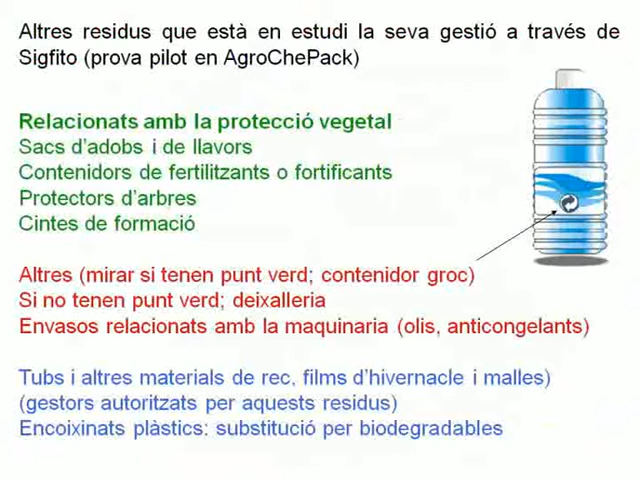 Altres residus que està en estudi la seva gestió a través de
Sigfito (prova pilot en AgroChePack)
Relacionats amb la protecció vegetal
Sacs d'adobs i de llavors
Contenidors de fertilitzants o fortificants
Protectors d'arbres
Cintes de formació
Altres (mirar si tenen punt verd; contenidor groc)
Si no tenen punt verd; deixalleria
Envasos relacionats amb la maquinaria (olis, anticongelants)
Tubs i altres materials de rec, films d'hivernacle i malles)
(gestors autoritzats per aquests residus)
Encoixinats plàstics: substitució per biodegradables